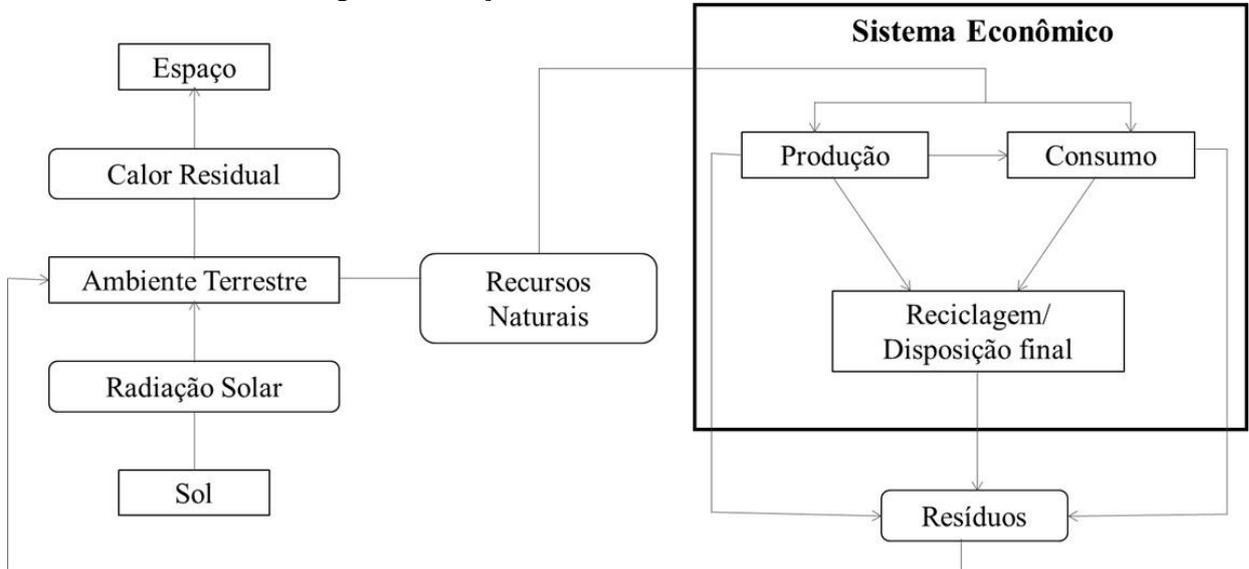 Sistema Econômico
Espaço
Produção
Consumo
Calor Residual
Ambiente Terrestre
Recursos
Naturais
Reciclagem/
Disposição final
Radiação Solar
Sol
Resíduos